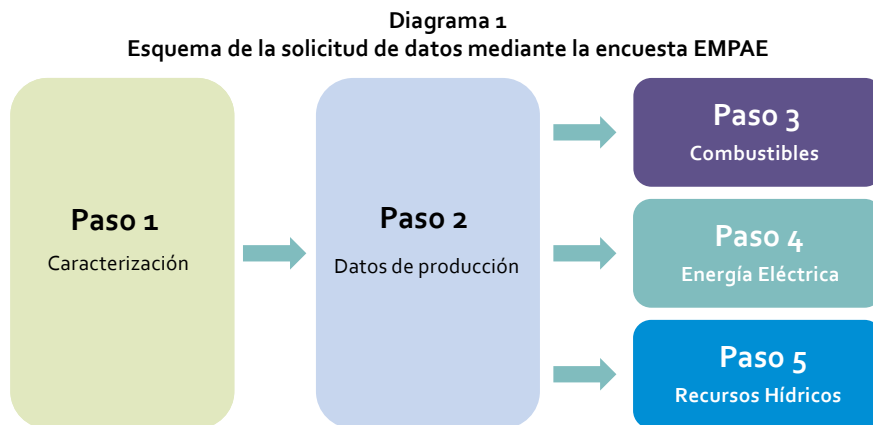 Diagrama 1
Esquema de la solicitud de datos mediante la encuesta EMPAE
Paso 1
Caracterización
Paso 2
Datos de producción
Paso 3
Combustibles
Paso 4
Energía Eléctrica
Paso 5
Recursos Hídricos